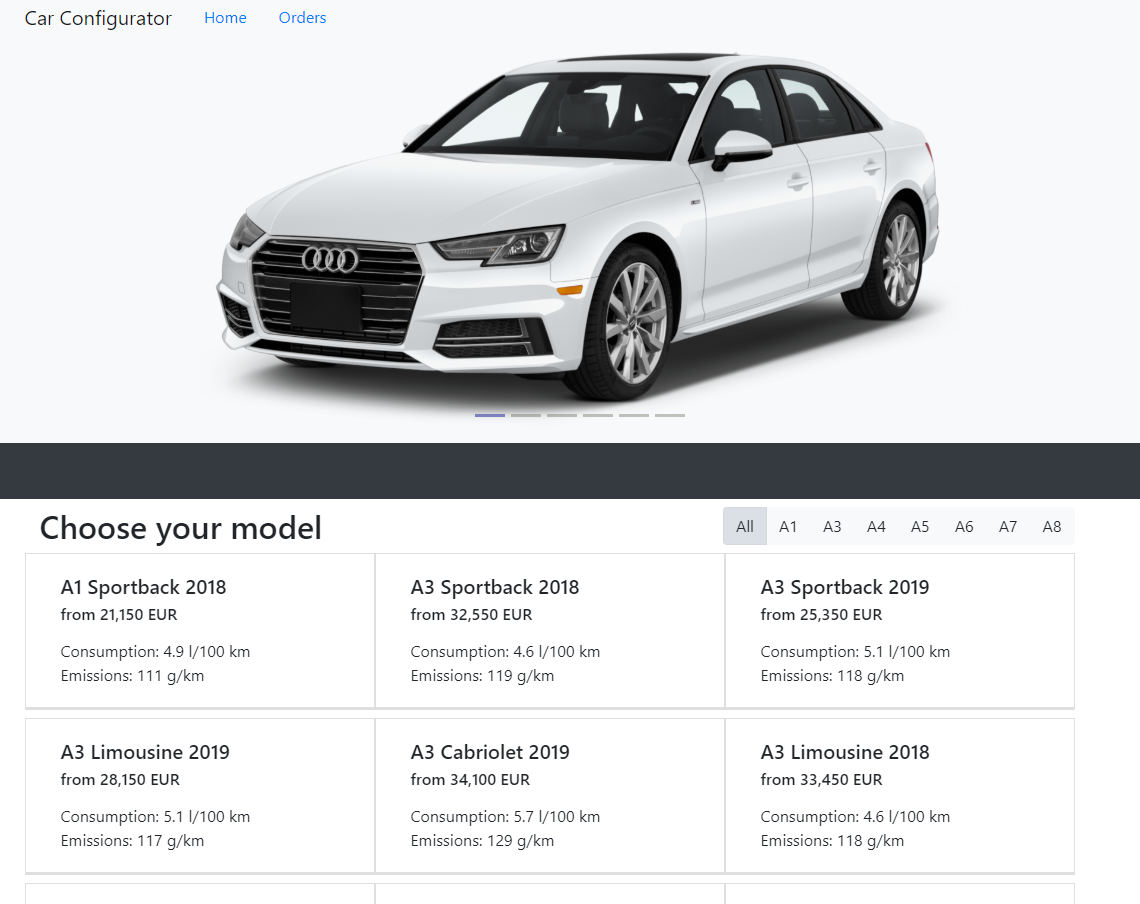 Car Configurator Home Orders
Choose your model
All A1 A3 A4 A5 A6 A7 A8
A1 Sportback 2018
from 21,150 EUR
Consumption: 4.9 l/100 km
Emissions: 111 g/km
A3 Sportback 2018
from 32,550 EUR
Consumption: 4.6 l/100 km
Emissions: 119 g/km
A3 Sportback 2019
from 25,350 EUR
Consumption: 5.1 l/100 km
Emissions: 118 g/km
A3 Limousine 2019
from 28,150 EUR
Consumption: 5.1 l/100 km
Emissions: 117 g/km
A3 Cabriolet 2019
from 34,100 EUR
Consumption: 5.7 l/100 km
Emissions: 129 g/km
A3 Limousine 2018
from 33,450 EUR
Consumption: 4.6 l/100 km
Emissions: 118 g/km